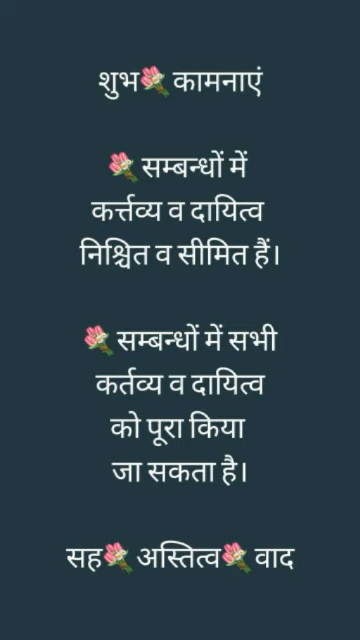 शुभ💐 कामनाएं
💐 सम्बन्धों में
कर्त्तव्य व दायित्व
निश्चित व सीमित हैं।
💐 सम्बन्धों में सभी
कर्तव्य व दायित्व
को पूरा किया
जा सकता है।
सह💐 अस्तित्व💐 वाद